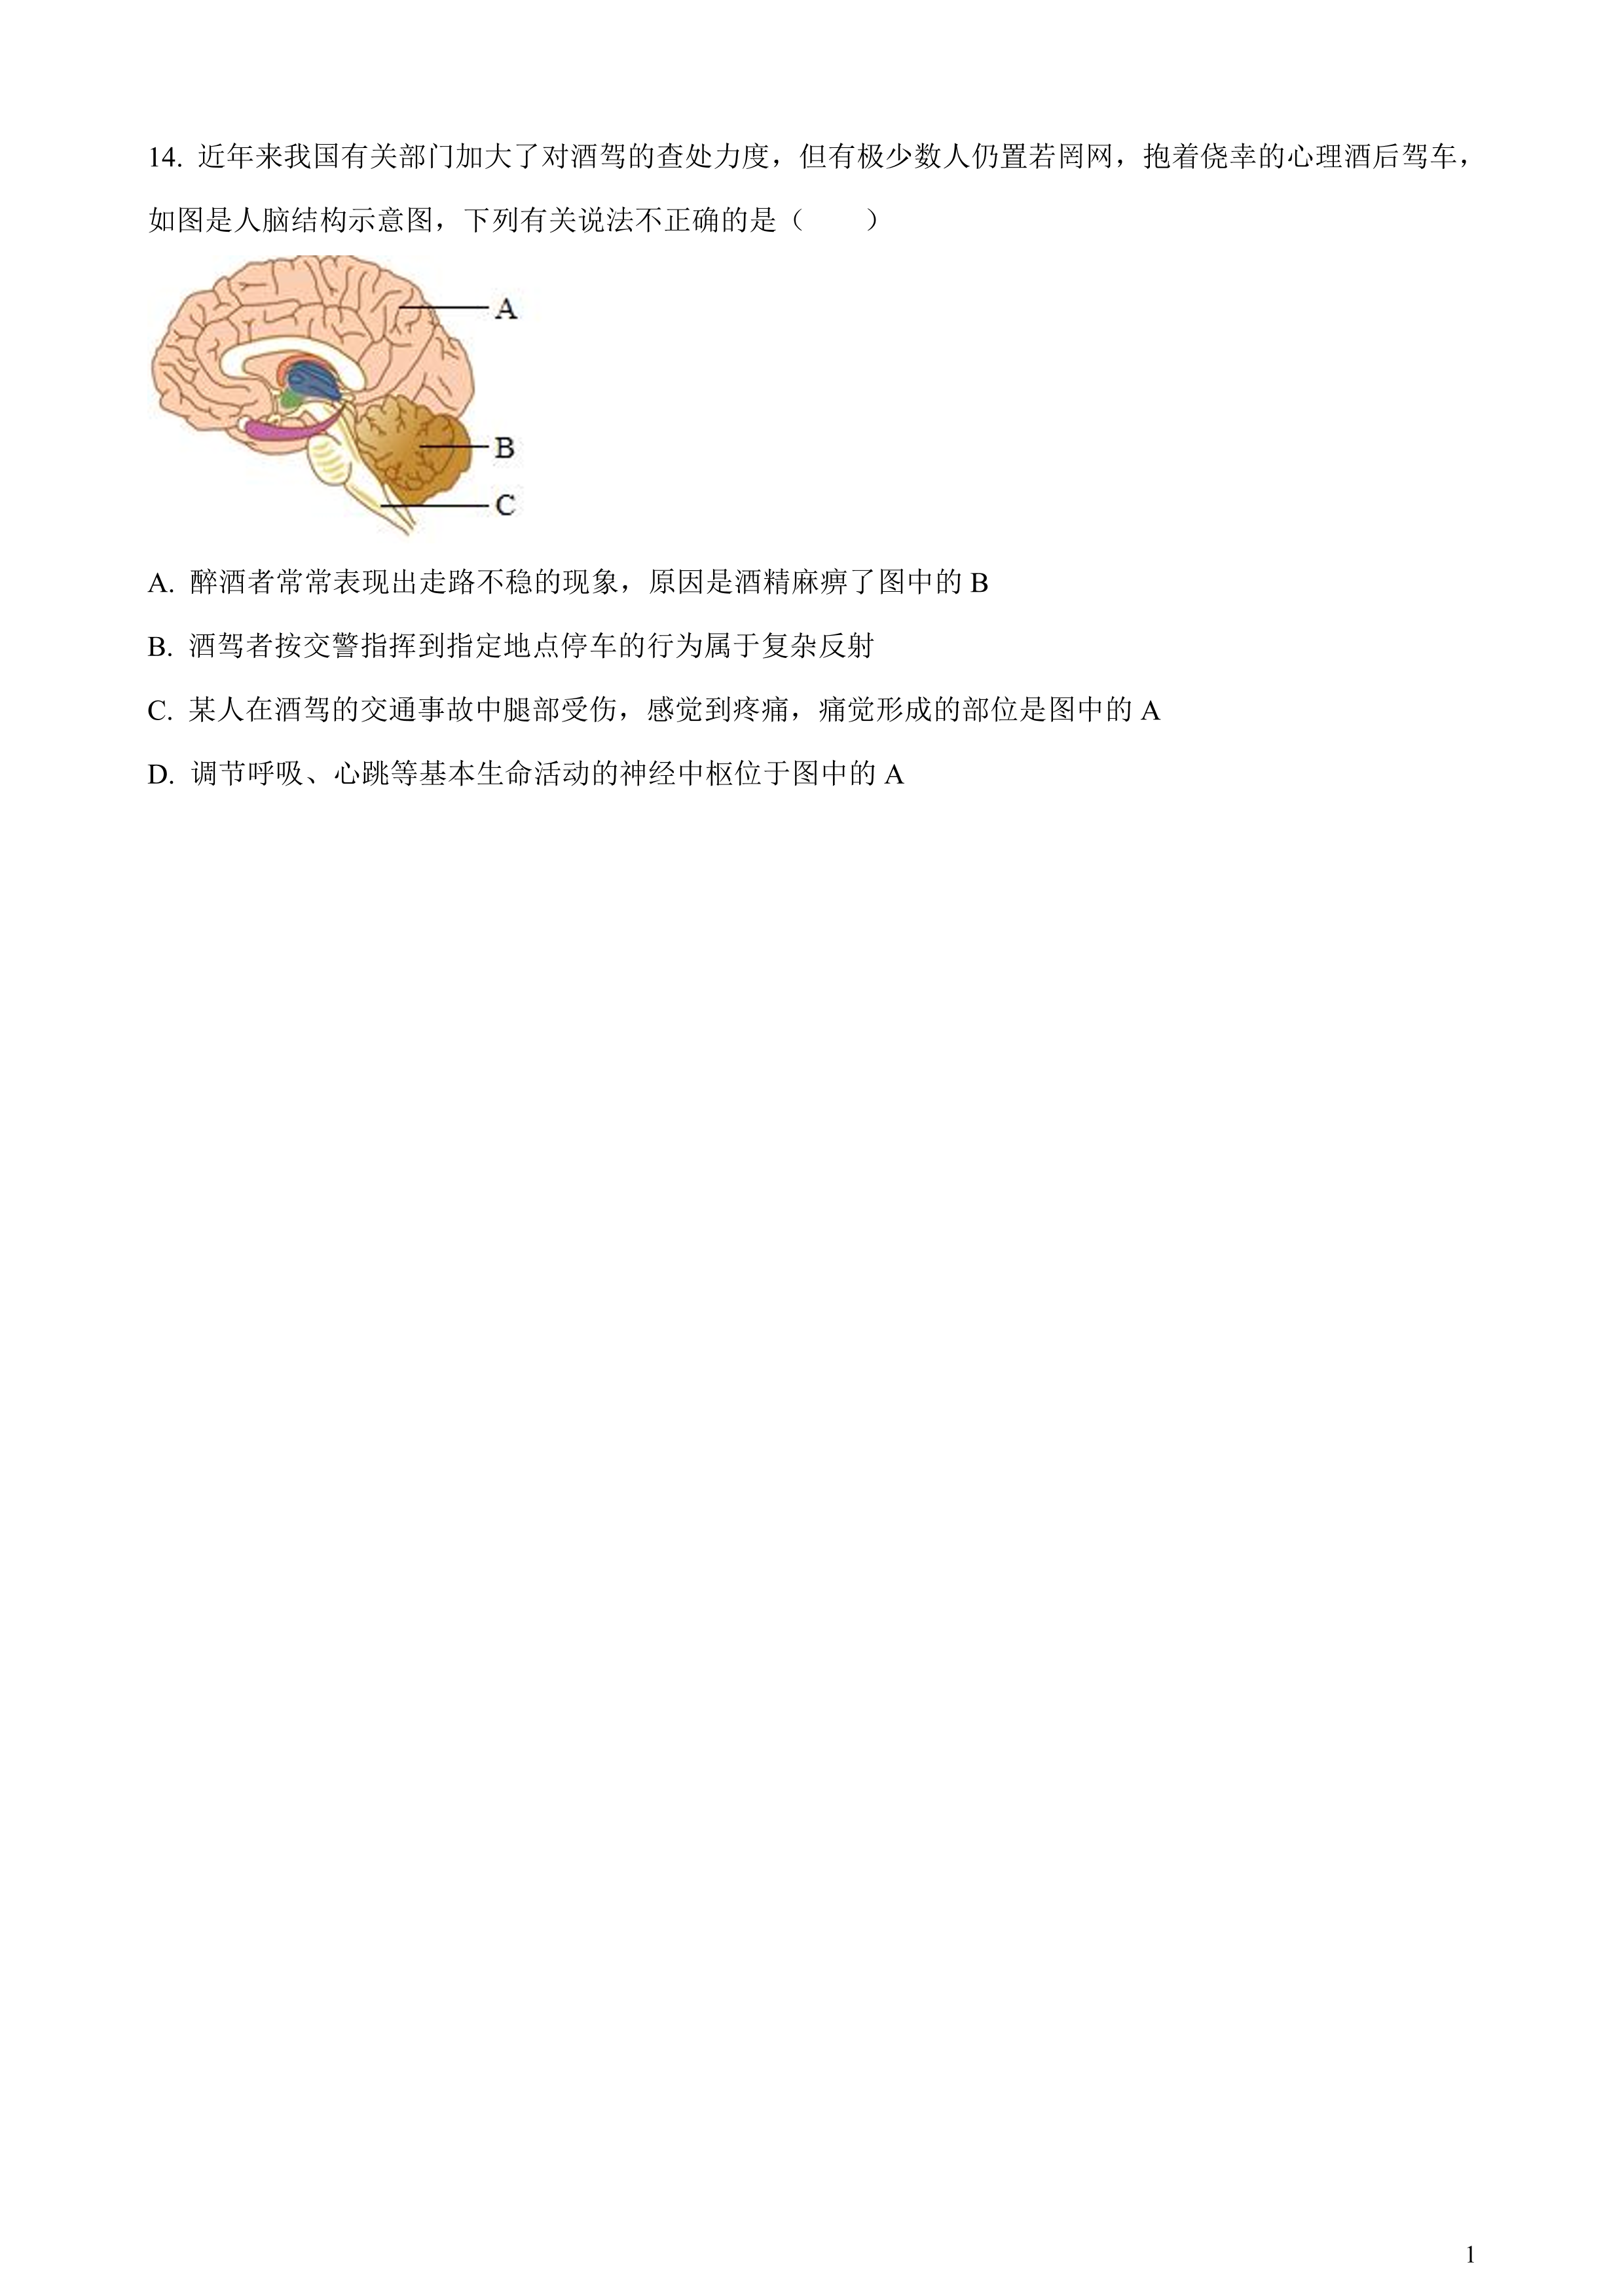 14. 近年来我国有关部门加大了对酒驾的查处力度，但有极少数人仍置若罔网，抱着侥幸的心理酒后驾车，
如图是人脑结构示意图，下列有关说法不正确的是（　　）
A
B
C
A. 醉酒者常常表现出走路不稳的现象，原因是酒精麻痹了图中的 B
B. 酒驾者按交警指挥到指定地点停车的行为属于复杂反射
C. 某人在酒驾的交通事故中腿部受伤，感觉到疼痛，痛觉形成的部位是图中的 A
D. 调节呼吸、心跳等基本生命活动的神经中枢位于图中的 A
1